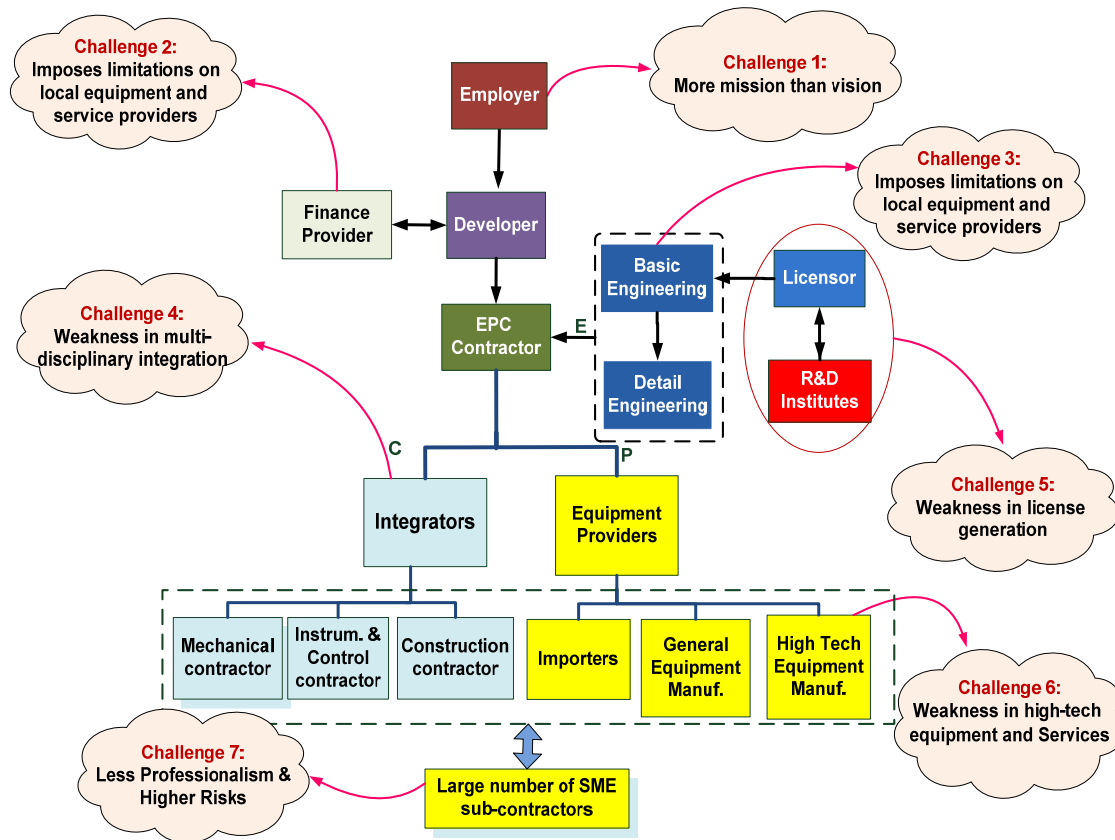 Challenge 2:
Imposes limitations on
local equipment and
service providers
Employer
Challenge 1:
More mission than vision
Challenge 3:
Imposes limitations on
local equipment and
service providers
Finance
Provider
Developer
Basic
Engineering
Licensor
Challenge 4:
Weakness in multi-
disciplinary integration
EPC
Contractor
E
Detail
Engineering
R&D
Institutes
C
P
Challenge 5:
Weakness in license
generation
Integrators
Equipment
Providers
Mechanical
contractor
Instrum. &
Control
contractor
Construction
contractor
Importers
General
Equipment
Manuf.
High Tech
Equipment
Manuf.
Challenge 6:
Weakness in high-tech
equipment and Services
Challenge 7:
Less Professionalism &
Higher Risks
Large number of SME
sub-contractors